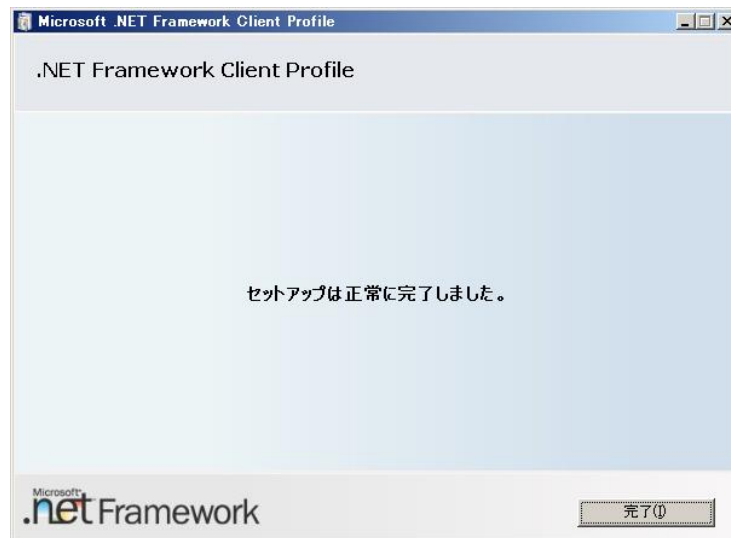 Microsoft .NET Framework Client Profile
.NET Framework Client Profile
セットアップは正常に完了しました。
Microsoft
.net Framework
完了(I)